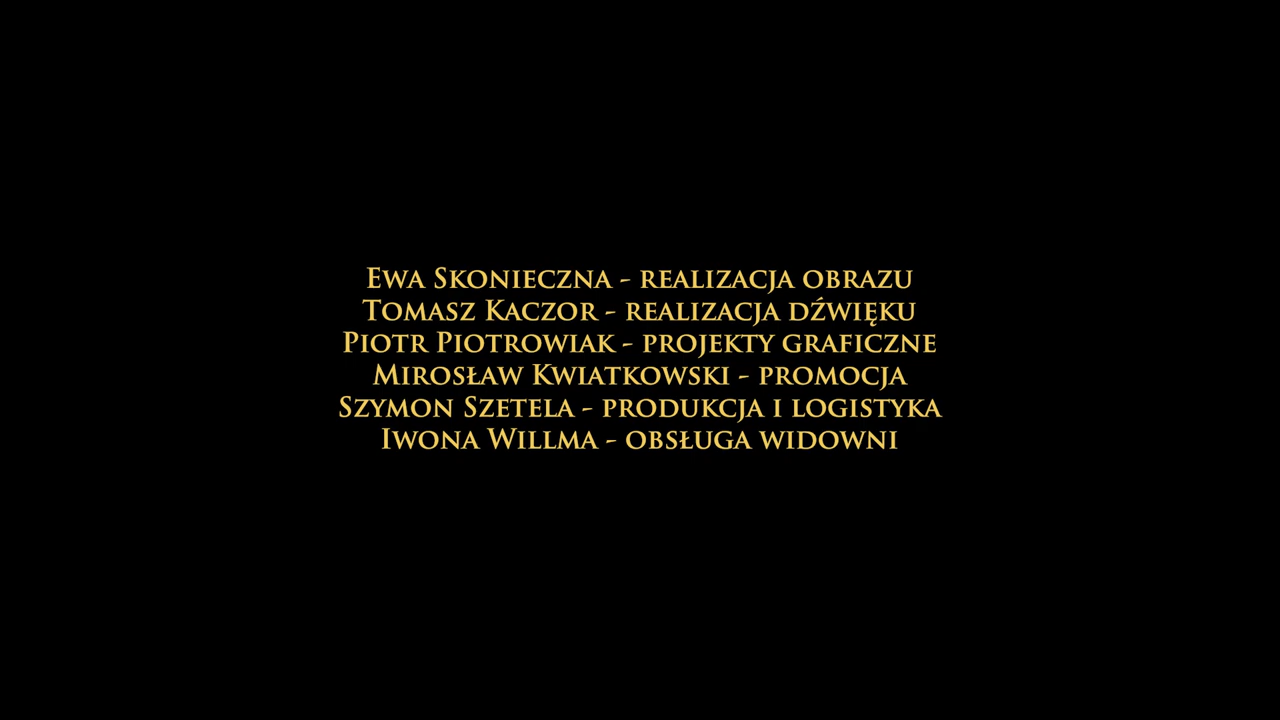 Ewa Skonieczna - realizacja obrazu
Tomasz Kaczor - realizacja dźwięku
Piotr Piotrowiak - projekty graficzne
Mirosław Kwiatkowski - promocja
Szymon Szetela - produkcja i logistyka
Iwona Willma - obsługa widowni